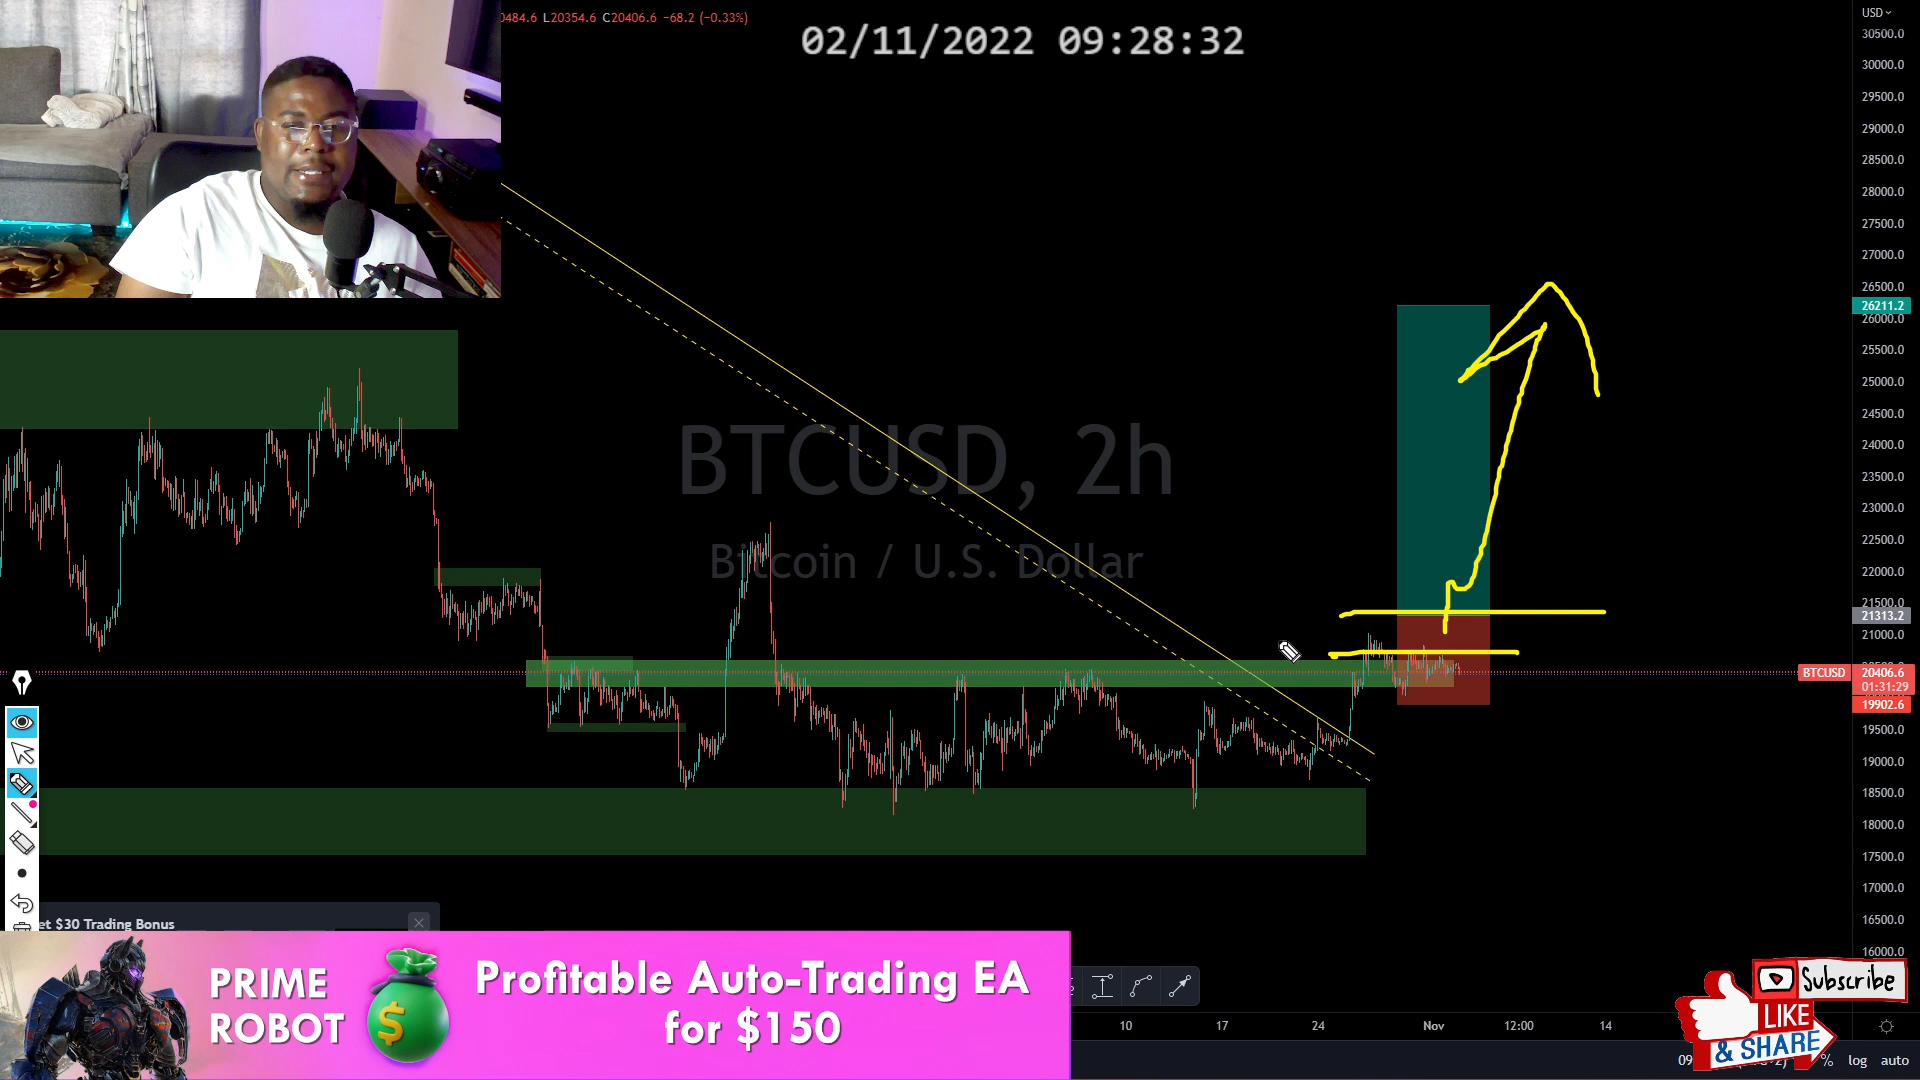 0484.6 L20354.6 C20406.6 −68.2 (−0.33%)
02/11/2022 09:28:32
USD
30500.0
30000.0
29500.0
29000.0
28500.0
28000.0
27500.0
27000.0
26500.0
26211.2
26000.0
25500.0
25000.0
24500.0
24000.0
23500.0
23000.0
22500.0
22000.0
21500.0
21313.2
21000.0
BTCUSD 20406.6
01:31:29
19902.6
19500.0
19000.0
18500.0
18000.0
17500.0
17000.0
16500.0
16000.0
BTCUSD, 2h
Bitcoin / U.S. Dollar
et $30 Trading Bonus
PRIME
ROBOT
$
Profitable Auto-Trading EA
for $150
10 17 24 Nov 12:00 14
Subscribe
LIKE
& SHARE
09
% log auto